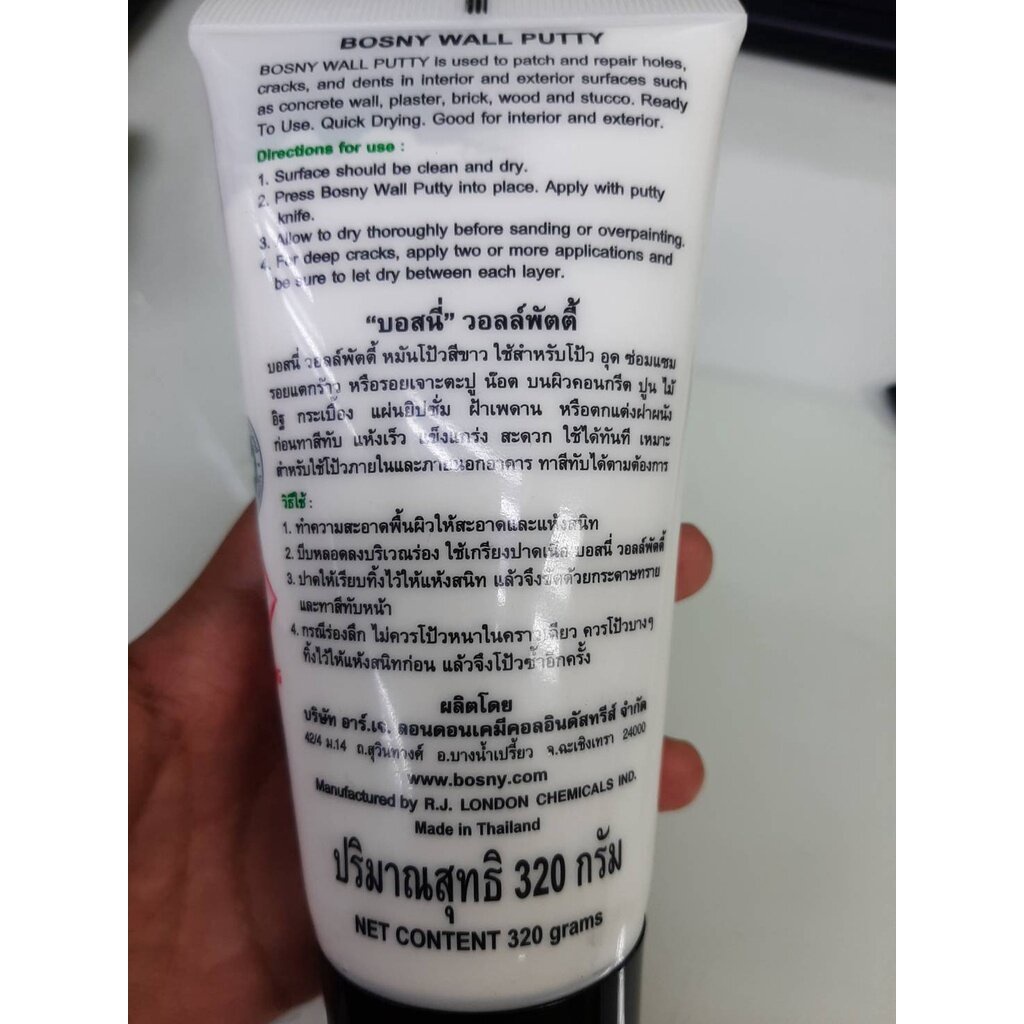 BOSNY WALL PUTTY
BOSNY WALL PUTTY is used to patch and repair holes,
cracks, and dents in interior and exterior surfaces such
as concrete wall, plaster, brick, wood and stucco. Ready
To Use. Quick Drying. Good for interior and exterior.
Directions for use :
1. Surface should be clean and dry.
2. Press Bosny Wall Putty into place. Apply with putty
knife.
3. Allow to dry thoroughly before sanding or overpainting.
4. For deep cracks, apply two or more applications and
be sure to let dry between each layer.
“บอสนี่” วอลล์พัตตี้
บอสนี่ วอลล์พัตตี้ หมันโป้วสีขาว ใช้สำหรับโป้ว อุด ซ่อมแซม
รอยแตกร้าว หรือรอยเจาะตะปู น๊อต บนผิวคอนกรีต ปูน ไม้
อิฐ กระเบื้อง แผ่นยิปซั่ม ฝ้าเพดาน หรือตกแต่งฝาผนัง
ก่อนทาสีทับ แห้งเร็ว แข็งแกร่ง สะดวก ใช้ได้ทันที เหมาะ
สำหรับใช้โป้วภายในและภายนอกอาคาร ทาสีทับได้ตามต้องการ
วิธีใช้ :
1. ทำความสะอาดพื้นผิวให้สะอาดและแห้งสนิท
2. บีบหลอดลงบริเวณร่อง ใช้เกรียงปาดเนื้อ บอสนี่ วอลล์พัตตี้
3. ปาดให้เรียบทิ้งไว้ให้แห้งสนิท แล้วจึงขัดด้วยกระดาษทราย
และทาสีทับหน้า
4. กรณีร่องลึก ไม่ควรโป้วหนาในคราวเดียว ควรโป้วบางๆ
ทิ้งไว้ให้แห้งสนิทก่อน แล้วจึงโป้วซ้ำอีกครั้ง
ผลิตโดย
บริษัท อาร์.เจ. ลอนดอนเคมีคอลอินดัสทรีส์ จำกัด
42/4 ม.14 ถ.สุวินทวงศ์ อ.บางน้ำเปรี้ยว จ.ฉะเชิงเทรา 24000
www.bosny.com
Manufactured by R.J. LONDON CHEMICALS IND.
Made in Thailand
ปริมาณสุทธิ 320 กรัม
NET CONTENT 320 grams